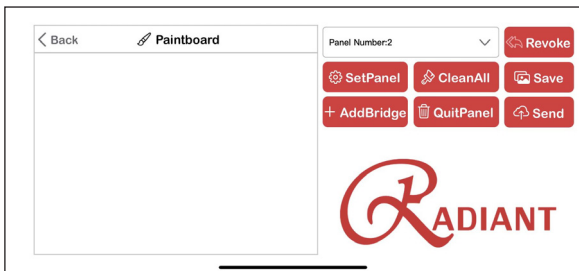 Back
Paintboard
Panel Number:2
Revoke
SetPanel
CleanAll
Save
+ AddBridge
QuitPanel
Send
RADIANT